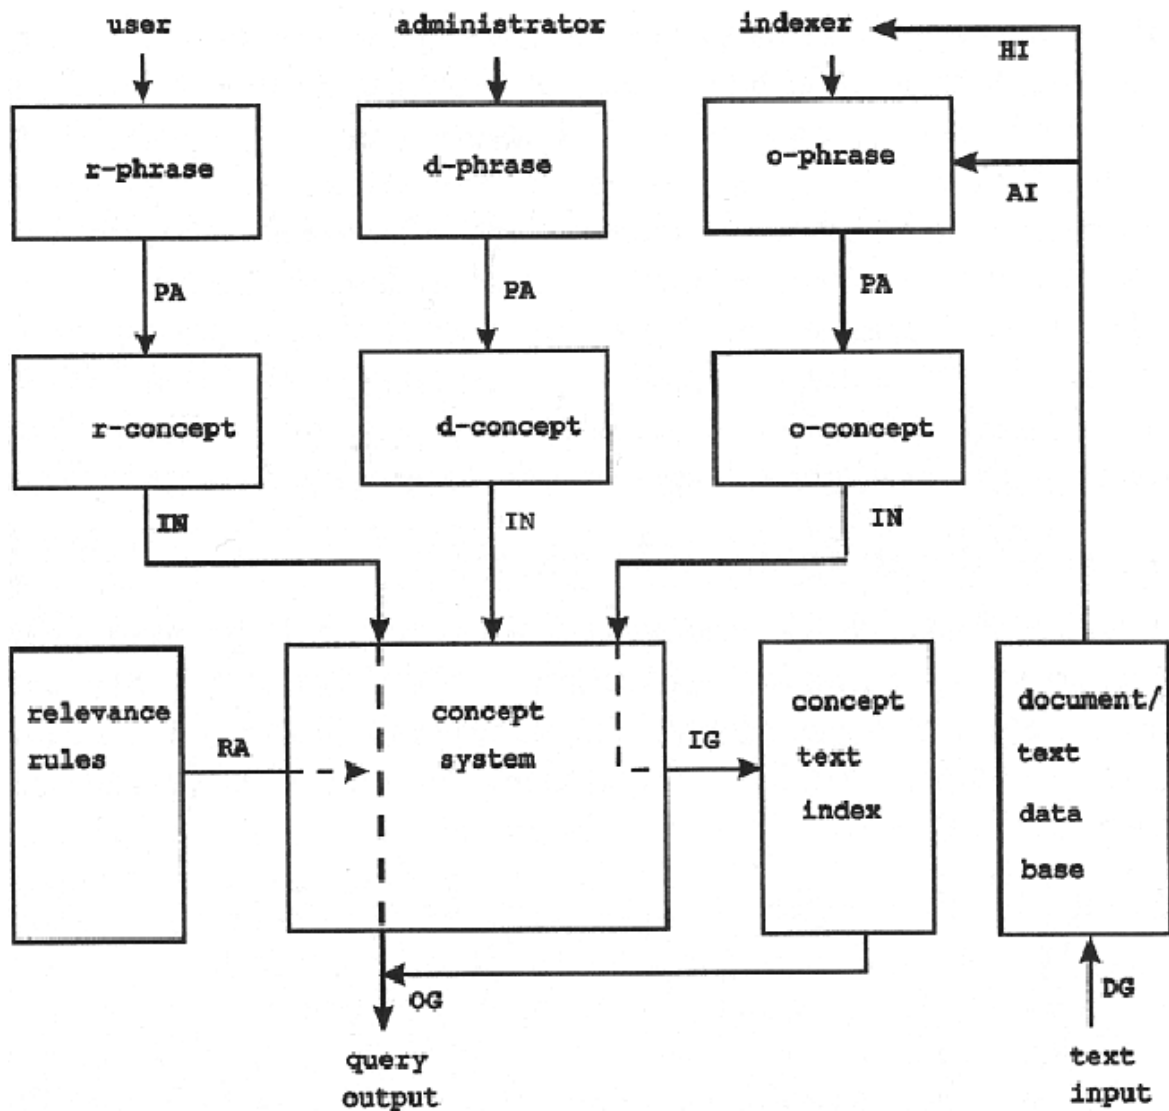 user
administrator
indexer
HI
r-phrase
d-phrase
o-phrase
AI
PA
PA
PA
r-concept
d-concept
o-concept
IN
IN
IN
relevance
rules
RA
concept
system
IG
concept
text
index
document/
text
data
base
OG
DG
query
output
text
input